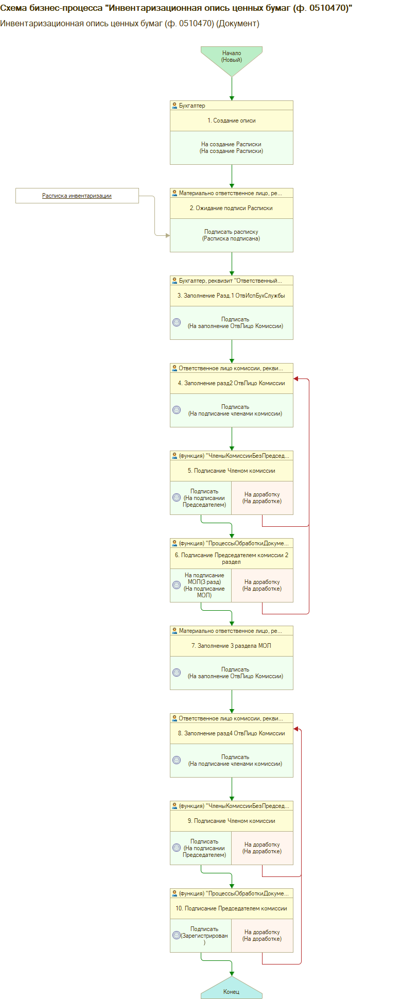 Схема бизнес-процесса "Инвентаризационная опись ценных бумаг (ф. 0510470)"
Инвентаризационная опись ценных бумаг (ф. 0510470) (Документ)
Начало
(Новый)
Бухгалтер
1. Создание описи
На создание Расписки
(На создание Расписки)
Расписка инвентаризации
Материально ответственное лицо, ре...
2. Ожидание подписи Расписки
Подписать расписку
(Расписка подписана)
Бухгалтер, реквизит "Ответственный...
3. Заполнение Разд.1 ОтвИспБухСлужбы
Подписать
(На заполнение ОтвЛицо Комиссии)
Ответственное лицо комиссии, рекви...
4. Заполнение разд2 ОтвЛицо Комиссии
Подписать
(На подписание членами комиссии)
(функция) "ЧленыКомиссииБезПредсед...
5. Подписание Членом комиссии
Подписать
(На подписании
Председателем)
На доработку
(На доработке)
(функция) "ПроцессыОбработкиДокуме...
6. Подписание Председателем комиссии 2
раздел
На подписание
МОЛ(3 разд)
(На подписание
МОЛ)
На доработку
(На доработке)
Материально ответственное лицо, ре...
7. Заполнение 3 раздела МОЛ
Подписать
(На заполнение ОтвЛицо Комиссии)
Ответственное лицо комиссии, рекви...
8. Заполнение разд4 ОтвЛицо Комиссии
Подписать
(На подписание членами комиссии)
(функция) "ЧленыКомиссииБезПредсед...
9. Подписание Членом комиссии
Подписать
(На подписании
Председателем)
На доработку
(На доработке)
(функция) "ПроцессыОбработкиДокуме...
10. Подписание Председателем комиссии
Подписать
(Зарегистрирован
)
На доработку
(На доработке)
Конец